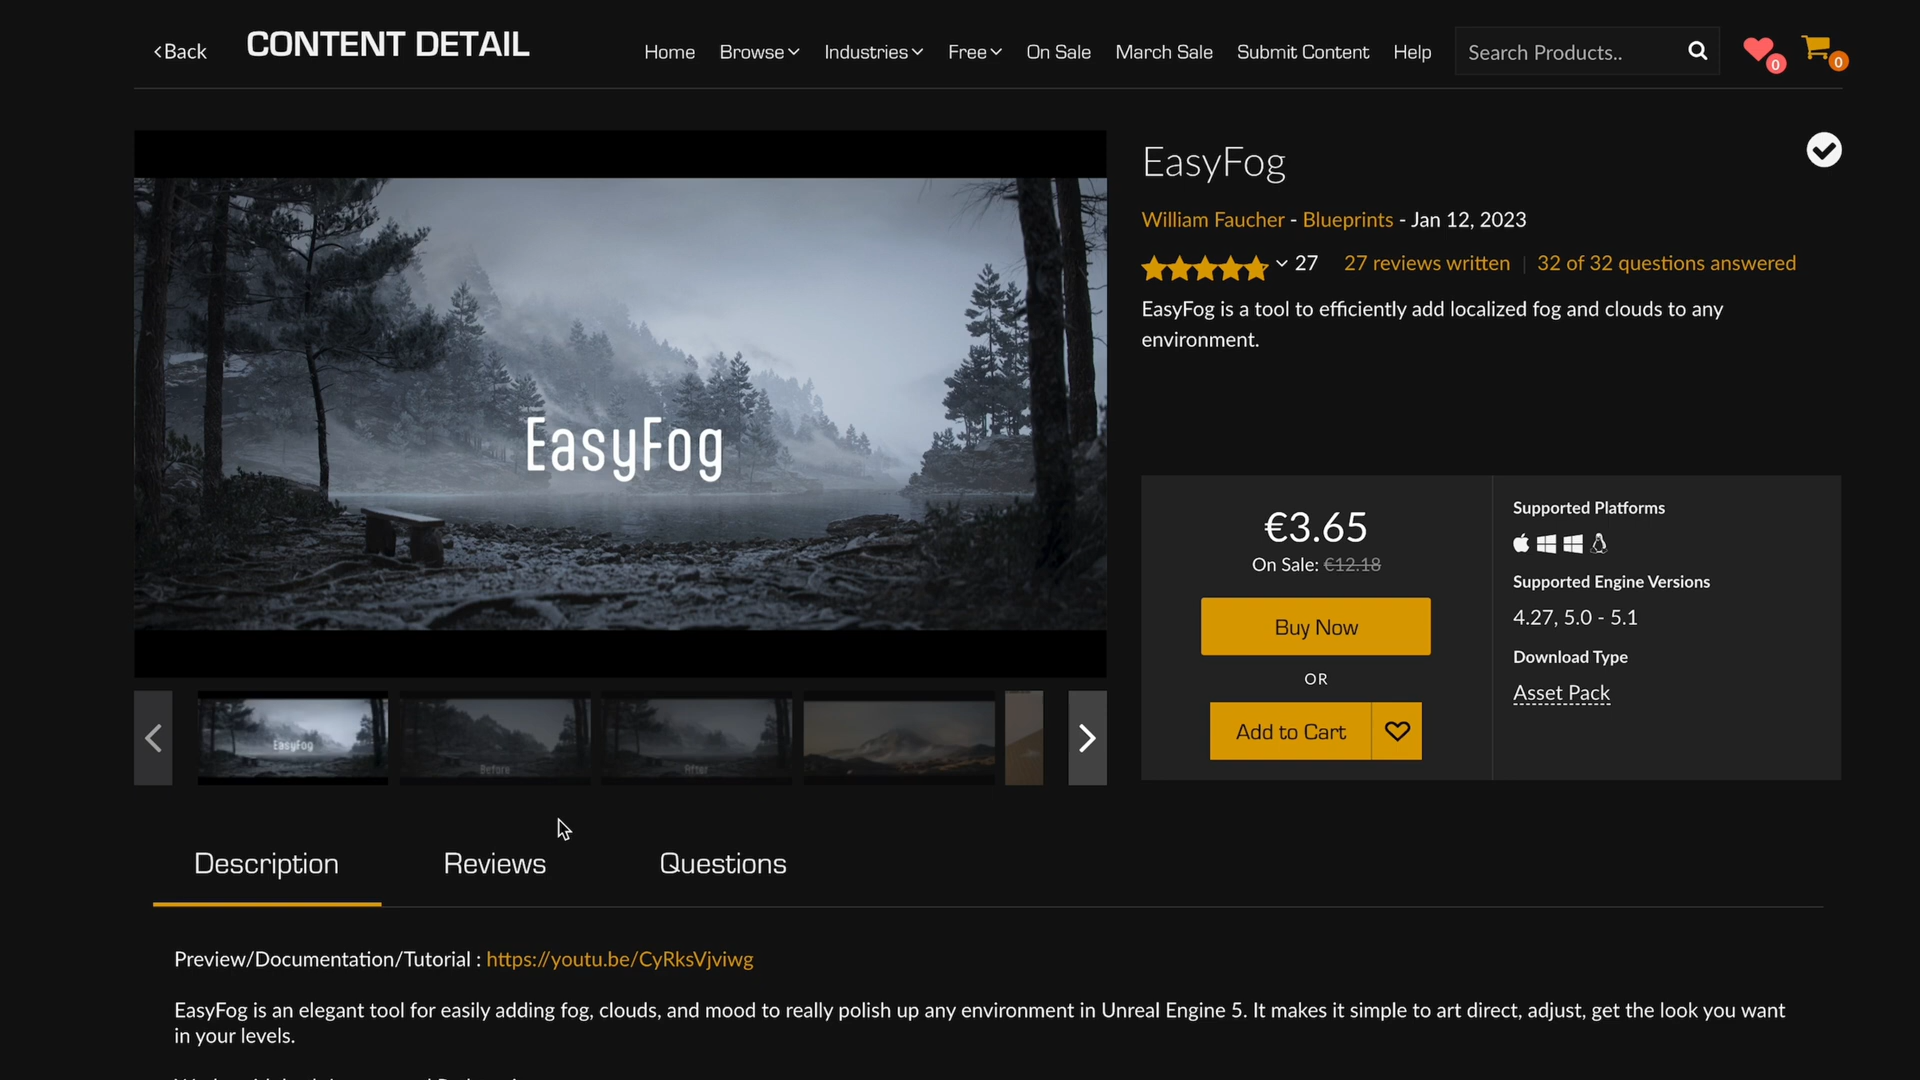 Back
CONTENT DETAIL
Home
Browse
Industries
Free
On Sale
March Sale
Submit Content
Help
Search Products..
0
0
EasyFog
Before
After
EasyFog
William Faucher - Blueprints - Jan 12, 2023
27
27 reviews written
32 of 32 questions answered
EasyFog is a tool to efficiently add localized fog and clouds to any
environment.
€3.65
On Sale: €12.18
Buy Now
OR
Add to Cart
Supported Platforms
Supported Engine Versions
4.27, 5.0 - 5.1
Download Type
Asset Pack
EasyFog
Description
Reviews
Questions
Preview/Documentation/Tutorial : https://youtu.be/CyRksVjviwg
EasyFog is an elegant tool for easily adding fog, clouds, and mood to really polish up any environment in Unreal Engine 5. It makes it simple to art direct, adjust, get the look you want
in your levels.